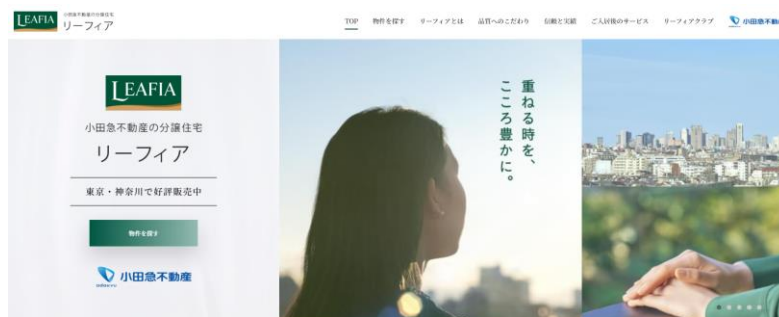 LEAFIA
小田急不動産の分譲住宅
リーフィア
TOP 物件を探す リーフィアとは 品質へのこだわり 信頼と実績 ご入居後のサービス リーフィアクラブ 小田急不動
LEAFIA
小田急不動産の分譲住宅
リーフィア
東京・神奈川で好評販売中
物件を探す
小田急不動産
重ねる時を、
こころ豊かに。